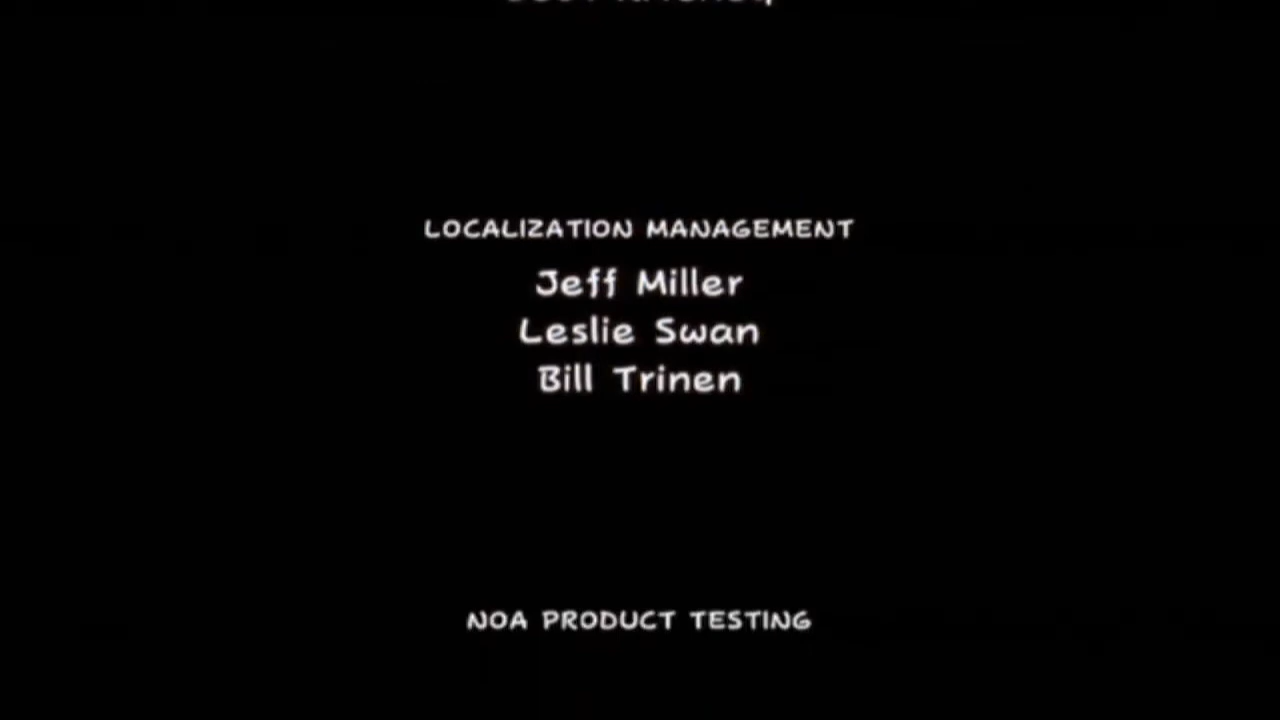 LOCALIZATION MANAGEMENT
Jeff Miller
Leslie Swan
Bill Trinen
NOA PRODUCT TESTING